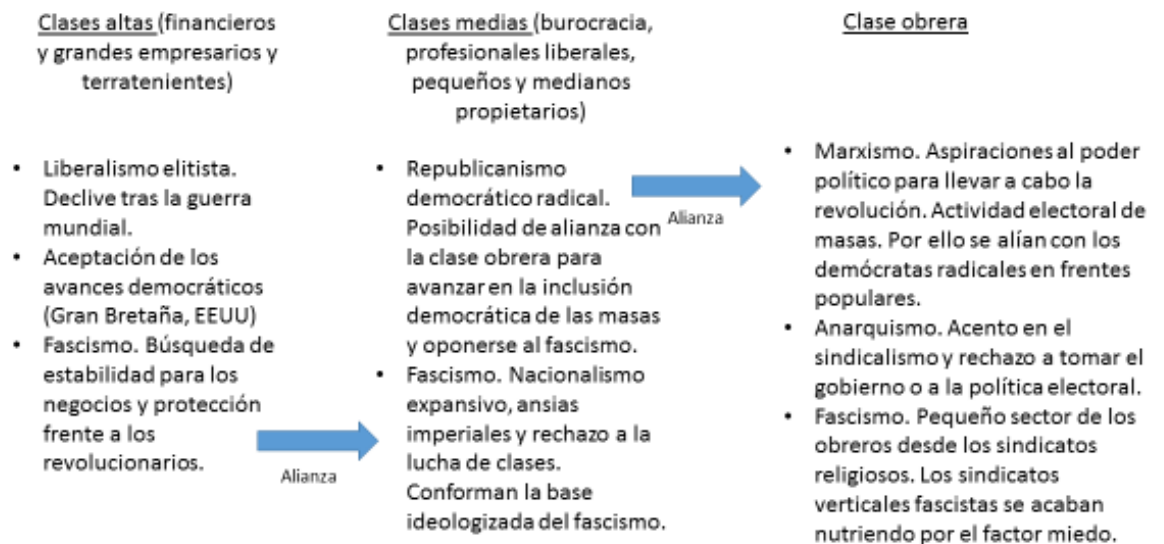 Clases altas (financieros
y grandes empresarios y
terratenientes)
• Liberalismo elitista.
Declive tras la guerra
mundial.
• Aceptación de los
avances democráticos
(Gran Bretaña, EEUU)
• Fascismo. Búsqueda de
estabilidad para los
negocios y protección
frente a los
revolucionarios.
Alianza
Clases medias (burocracia,
profesionales liberales,
pequeños y medianos
propietarios)
• Republicanismo
democrático radical.
Posibilidad de alianza con
la clase obrera para
avanzar en la inclusión
democrática de las masas
y oponerse al fascismo.
• Fascismo. Nacionalismo
expansivo, ansias
imperiales y rechazo a la
lucha de clases.
Conforman la base
ideologizada del fascismo.
Alianza
Clase obrera
• Marxismo. Aspiraciones al poder
político para llevar a cabo la
revolución. Actividad electoral de
masas. Por ello se alían con los
demócratas radicales en frentes
populares.
• Anarquismo. Acento en el
sindicalismo y rechazo a tomar el
gobierno o a la política electoral.
• Fascismo. Pequeño sector de los
obreros desde los sindicatos
religiosos. Los sindicatos
verticales fascistas se acaban
nutriendo por el factor miedo.